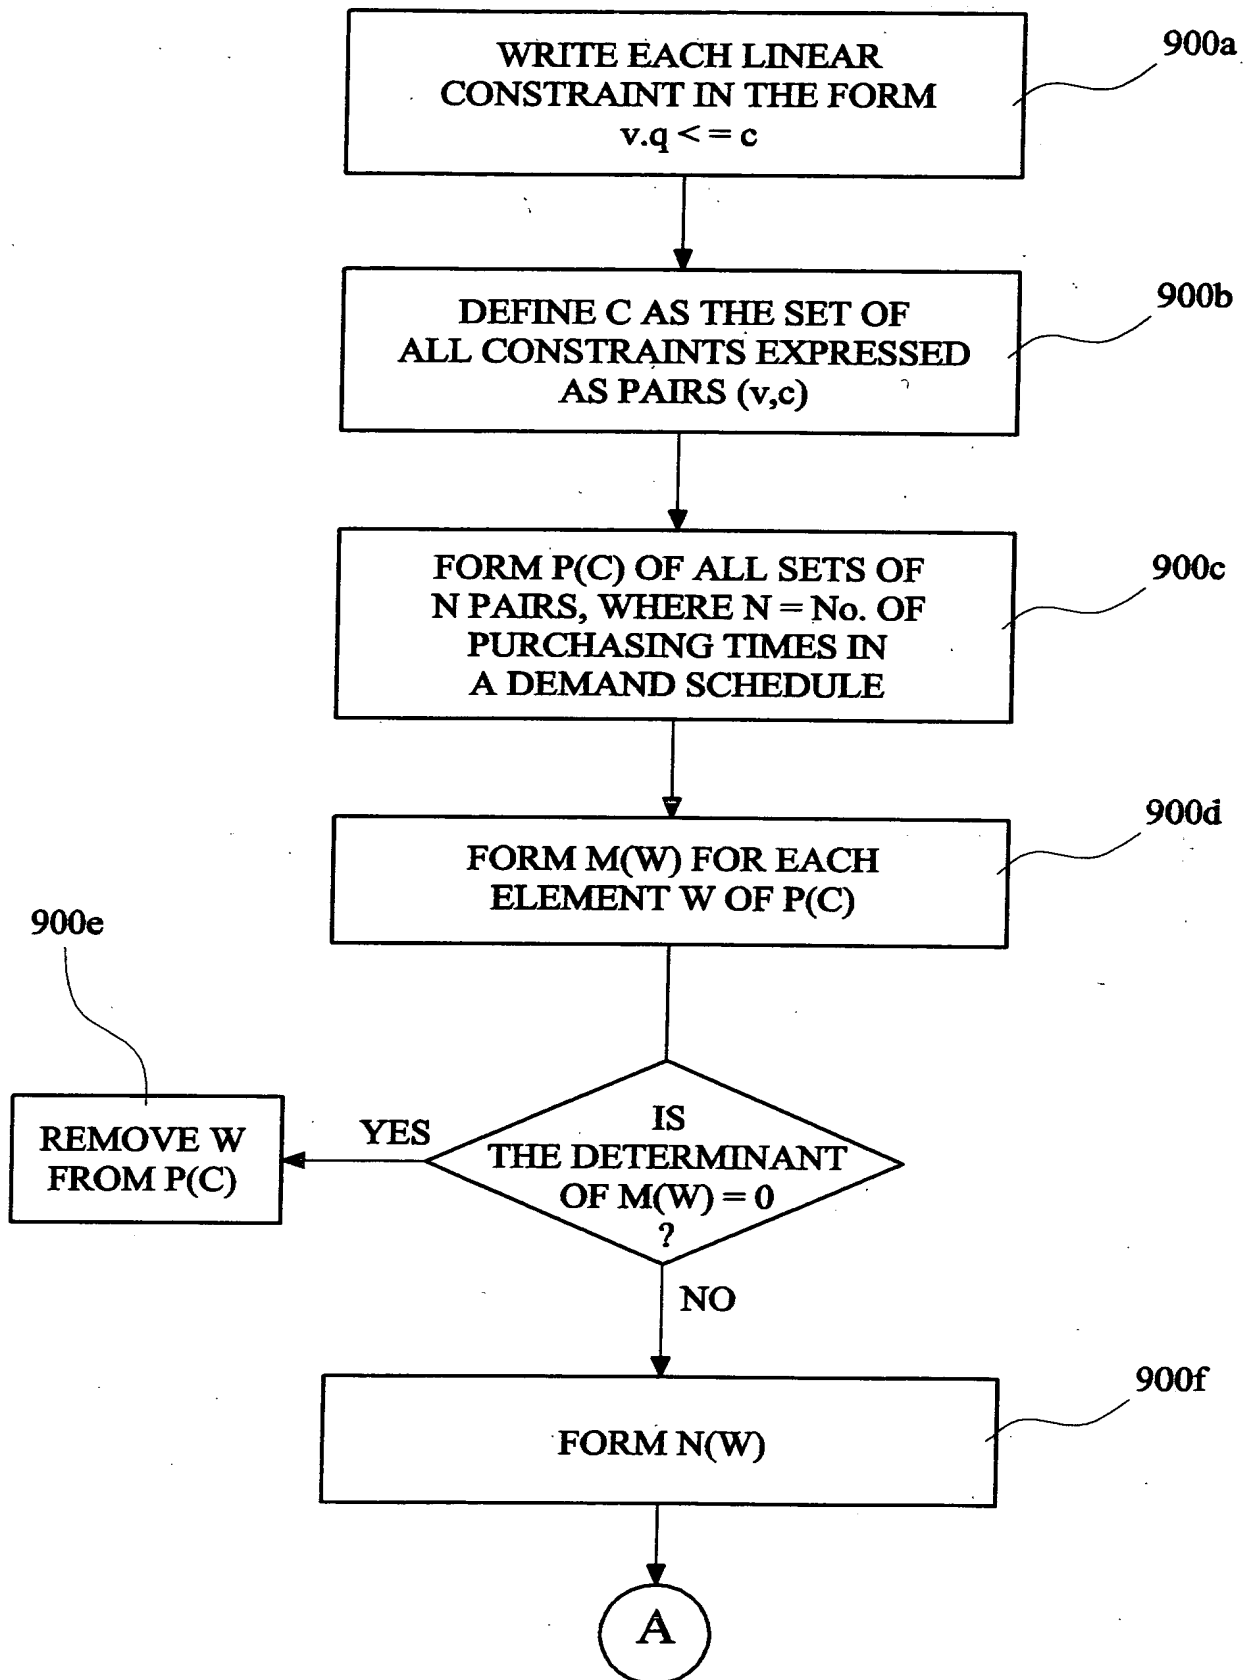 WRITE EACH LINEAR
CONSTRAINT IN THE FORM
v.q < = c
900a
DEFINE C AS THE SET OF
ALL CONSTRAINTS EXPRESSED
AS PAIRS (v,c)
900b
FORM P(C) OF ALL SETS OF
N PAIRS, WHERE N = No. OF
PURCHASING TIMES IN
A DEMAND SCHEDULE
900c
FORM M(W) FOR EACH
ELEMENT W OF P(C)
900d
900e
REMOVE W
FROM P(C)
YES
IS
THE DETERMINANT
OF M(W) = 0
?
NO
FORM N(W)
900f
A